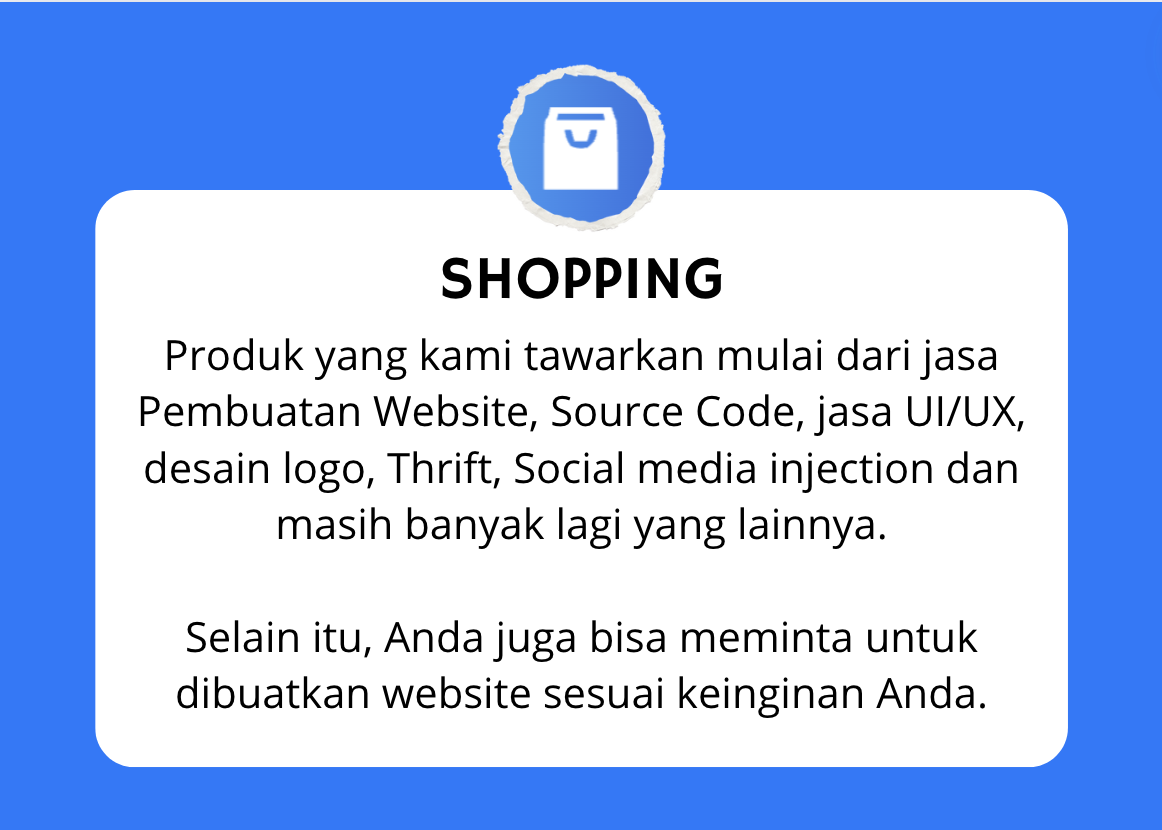 SHOPPING
Produk yang kami tawarkan mulai dari jasa
Pembuatan Website, Source Code, jasa UI/UX,
desain logo, Thrift, Social media injection dan
masih banyak lagi yang lainnya.
Selain itu, Anda juga bisa meminta untuk
dibuatkan website sesuai keinginan Anda.